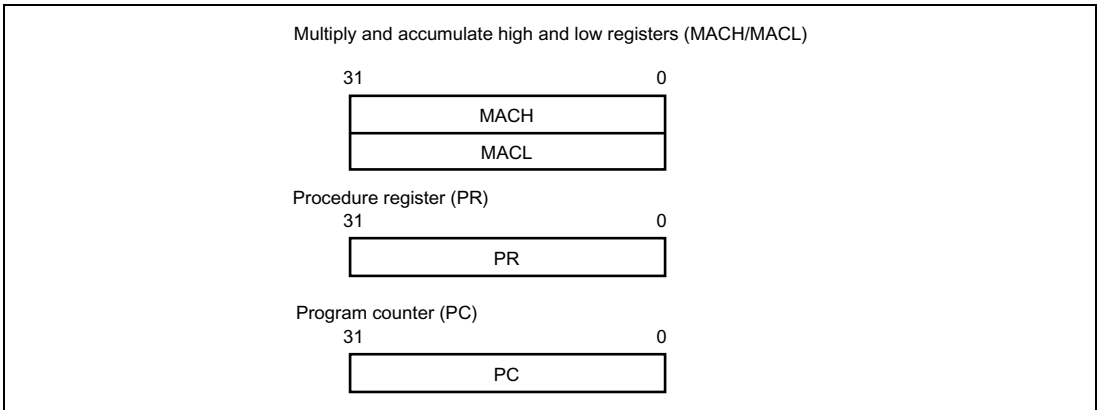 Multiply and accumulate high and low registers (MACH/MACL)
31 0
MACH
MACL
Procedure register (PR)
31 0
PR
Program counter (PC)
31 0
PC